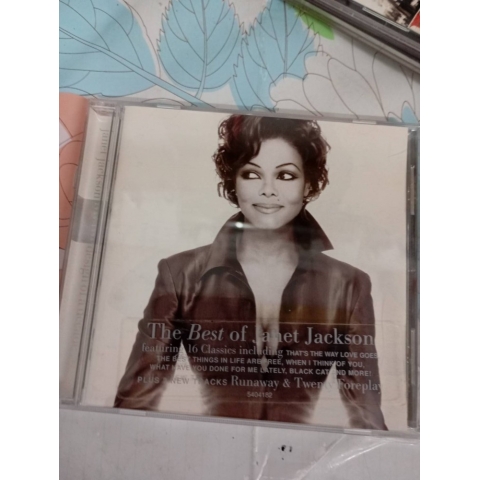 The Best of Janet Jackson
featuring 16 Classics including THAT'S THE WAY LOVE GOES
THE BEST THINGS IN LIFE ARE FREE, WHEN I THINK OF YOU,
WHAT HAVE YOU DONE FOR ME LATELY, BLACK CAT AND MORE!
PLUS 2 NEW TRACKS Runaway & Twenty Foreplay